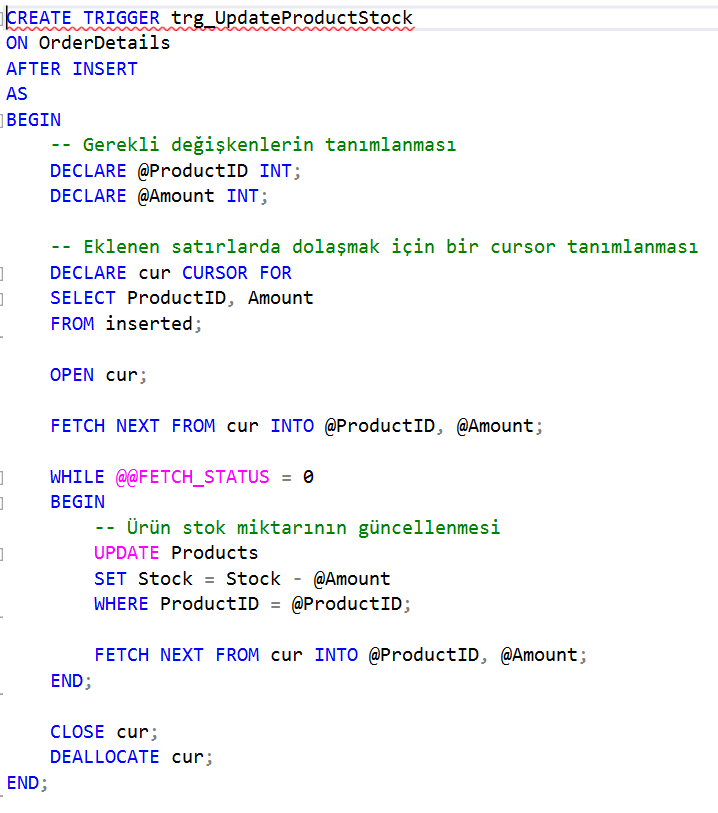 CREATE TRIGGER trg_UpdateProductStock
ON OrderDetails
AFTER INSERT
AS
BEGIN
    -- Gerekli değişkenlerin tanımlanması
    DECLARE @ProductID INT;
    DECLARE @Amount INT;

    -- Eklenen satırlarda dolaşmak için bir cursor tanımlanması
    DECLARE cur CURSOR FOR
    SELECT ProductID, Amount
    FROM inserted;

    OPEN cur;

    FETCH NEXT FROM cur INTO @ProductID, @Amount;

    WHILE @@FETCH_STATUS = 0
    BEGIN
        -- Ürün stok miktarının güncellenmesi
        UPDATE Products
        SET Stock = Stock - @Amount
        WHERE ProductID = @ProductID;

        FETCH NEXT FROM cur INTO @ProductID, @Amount;
    END;

    CLOSE cur;
    DEALLOCATE cur;
END;